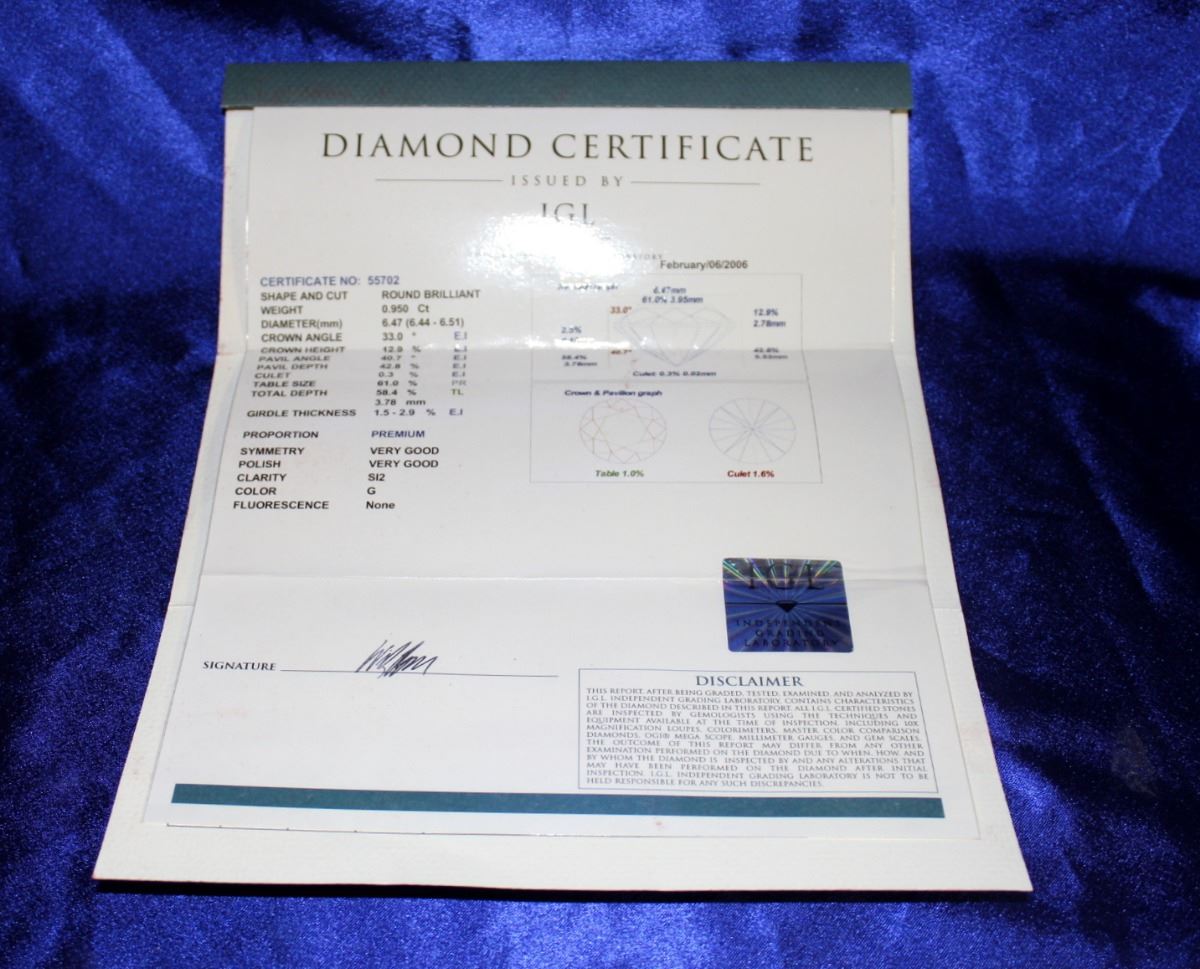 DIAMOND CERTIFICATE
ISSUED BY
IGL
February/06/2006
CERTIFICATE NO: 55702
SHAPE AND CUT ROUND BRILLIANT
WEIGHT 0.950 Ct
DIAMETER(mm) 6.47 (6.44 - 6.51)
CROWN ANGLE 33.0 ° E.I
CROWN HEIGHT 12.9 % E.I
PAVIL ANGLE 40.7 ° E.I
PAVIL DEPTH 42.8 % E.I
CULET 0.3 % E.I
TABLE SIZE 61.0 % PR
TOTAL DEPTH 58.4 % TL
3.78 mm
GIRDLE THICKNESS 1.5 - 2.9 % E.I
PROPORTION PREMIUM
SYMMETRY VERY GOOD
POLISH VERY GOOD
CLARITY SI2
COLOR G
FLUORESCENCE None
6.47mm
61.0% 3.95mm
33.0°
12.9%
2.78mm
2.5%
40.7°
42.8%
58.4%
3.78mm
Culet: 0.3% 0.02mm
Crown & Pavilion graph
Table 1.0%
Culet 1.6%
IGL
INDEPENDENT
GRADING
LABORATORY
SIGNATURE
DISCLAIMER
THIS REPORT, AFTER BEING GRADED, TESTED, EXAMINED, AND ANALYZED BY
I.G.L. INDEPENDENT GRADING LABORATORY, CONTAINS CHARACTERISTICS
OF THE DIAMOND DESCRIBED IN THIS REPORT. ALL I.G.L. CERTIFIED STONES
ARE INSPECTED BY GEMOLOGISTS USING THE TECHNIQUES AND
EQUIPMENT AVAILABLE AT THE TIME OF INSPECTION, INCLUDING 10X
MAGNIFICATION LOUPES, COLORIMETERS, MASTER COLOR COMPARISON
DIAMONDS, OGI® MEGA SCOPE, MILLIMETER GAUGES, AND GEM SCALES.
THE OUTCOME OF THIS REPORT MAY DIFFER FROM ANY OTHER
EXAMINATION PERFORMED ON THE DIAMOND DUE TO WHEN, HOW, AND
BY WHOM THE DIAMOND IS INSPECTED BY AND ANY ALTERATIONS THAT
MAY HAVE BEEN PERFORMED ON THE DIAMOND AFTER INITIAL
INSPECTION. I.G.L. INDEPENDENT GRADING LABORATORY IS NOT TO BE
HELD RESPONSIBLE FOR ANY SUCH DISCREPANCIES.